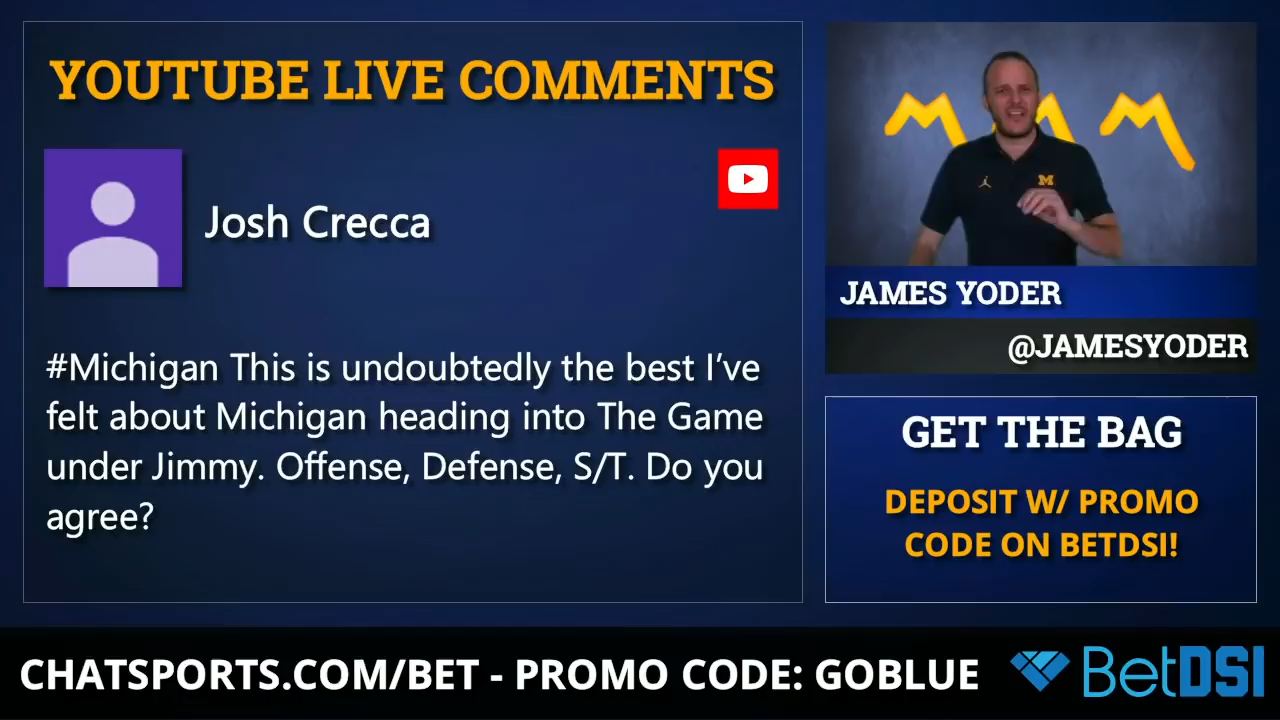 YOUTUBE LIVE COMMENTS
Josh Crecca
#Michigan This is undoubtedly the best I've
felt about Michigan heading into The Game
under Jimmy. Offense, Defense, S/T. Do you
agree?
M
JAMES YODER
@JAMESYODER
GET THE BAG
DEPOSIT W/ PROMO
CODE ON BETDSI!
CHATSPORTS.COM/BET - PROMO CODE: GOBLUE
BetDSI